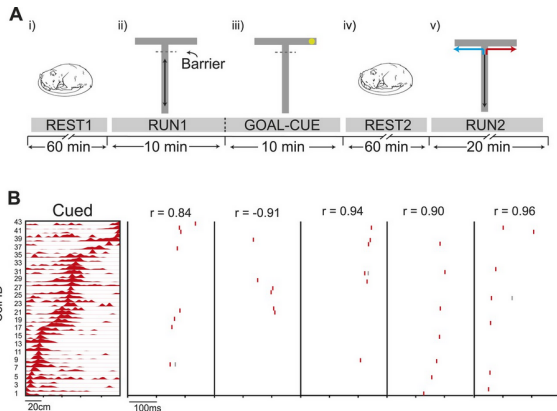 A
i) ii) iii) iv) v)
Barrier
REST1 RUN1 GOAL-CUE REST2 RUN2
60 min 10 min 10 min 60 min 20 min
B
Cued r = 0.84 r = -0.91 r = 0.94 r = 0.90 r = 0.96
43
41
39
37
35
33
31
29
27
25
23
21
19
17
15
13
11
9
7
5
3
1
20cm 100ms